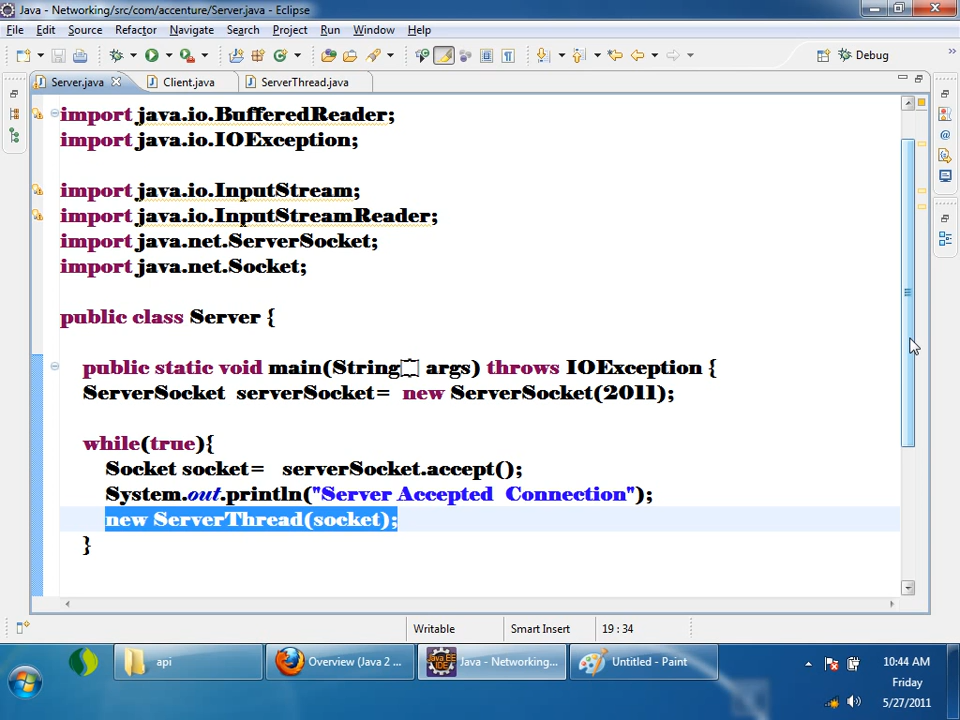 Java - Networking/src/com/accenture/Server.java - Eclipse
File Edit Source Refactor Navigate Search Project Run Window Help
Debug
Server.java Client.java ServerThread.java
import java.io.BufferedReader;
import java.io.IOException;
import java.io.InputStream;
import java.io.InputStreamReader;
import java.net.ServerSocket;
import java.net.Socket;
public class Server {
public static void main(String[] args) throws IOException {
ServerSocket serverSocket= new ServerSocket(2011);
while(true){
Socket socket= serverSocket.accept();
System.out.println("Server Accepted Connection");
new ServerThread(socket);
}
Writable Smart Insert 19 : 34
api Overview (Java 2 ... Java - Networking... Untitled - Paint 10:44 AM
Friday
5/27/2011